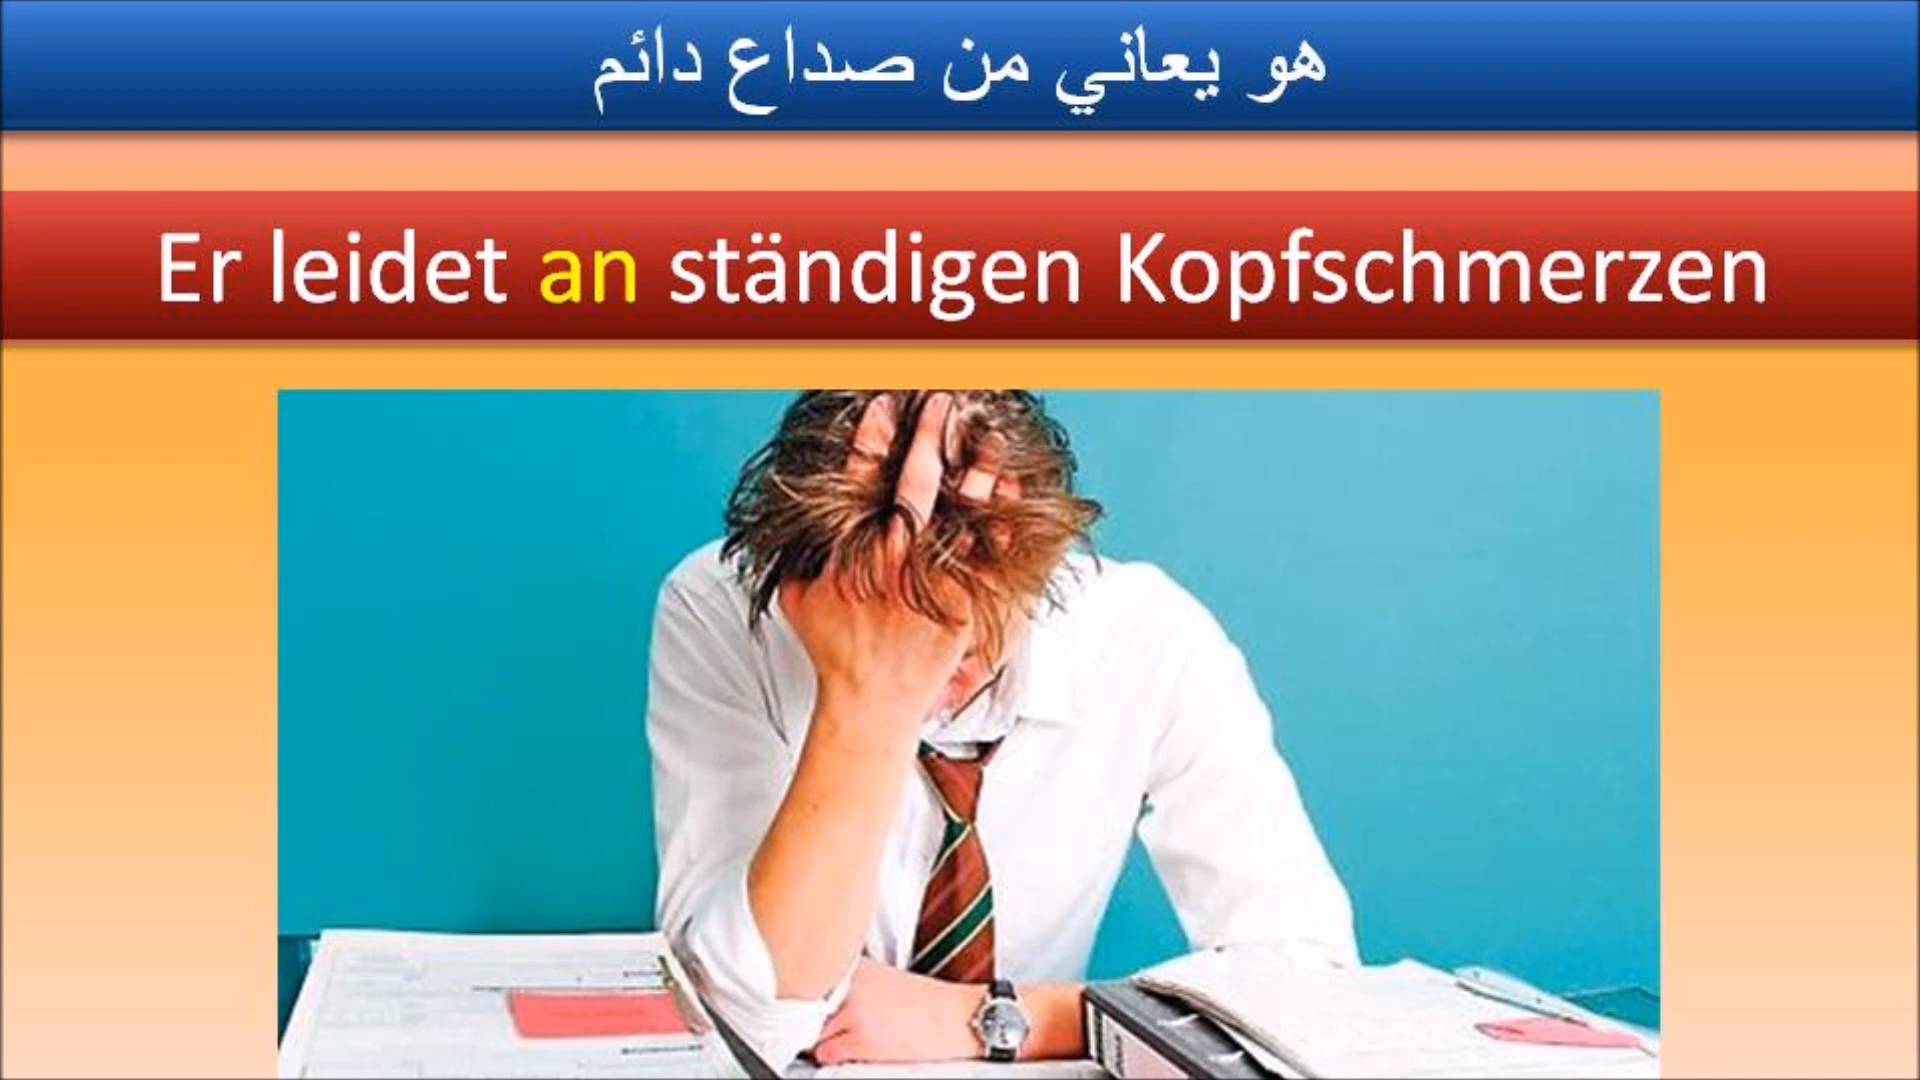 هو يعاني من صداع دائم
Er leidet an ständigen Kopfschmerzen